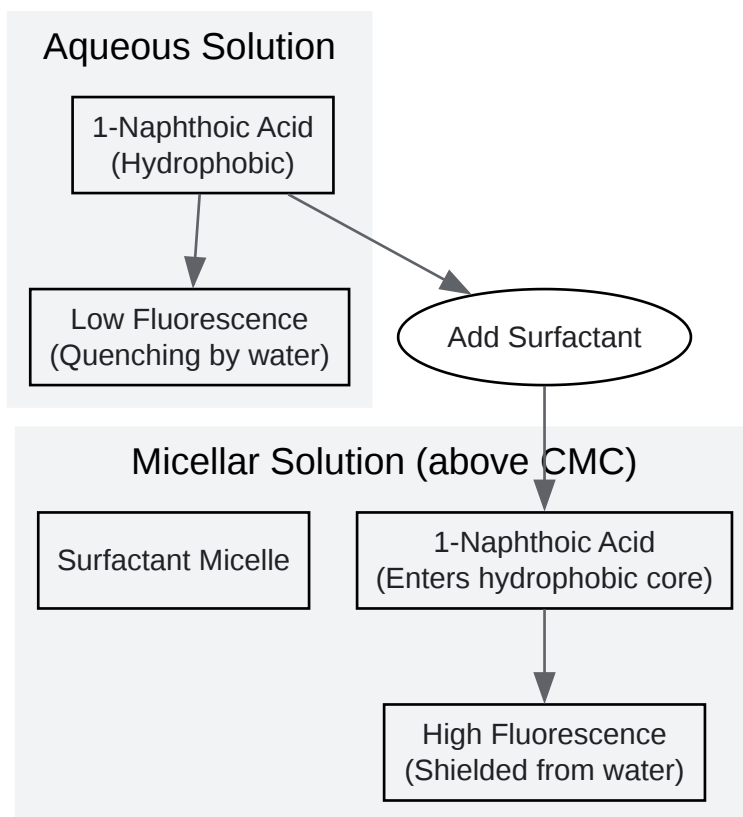 Aqueous Solution
1-Naphthoic Acid
(Hydrophobic)
Low Fluorescence
(Quenching by water)
Add Surfactant
Micellar Solution (above CMC)
Surfactant Micelle
1-Naphthoic Acid
(Enters hydrophobic core)
High Fluorescence
(Shielded from water)